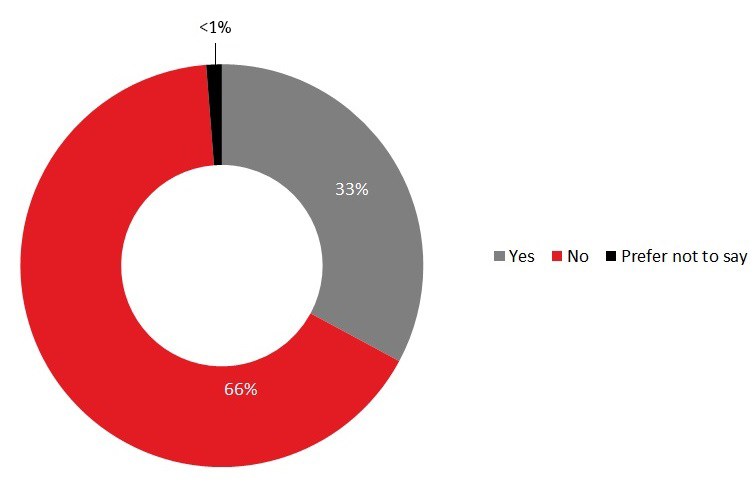 <1%
33%
Yes No Prefer not to say
66%